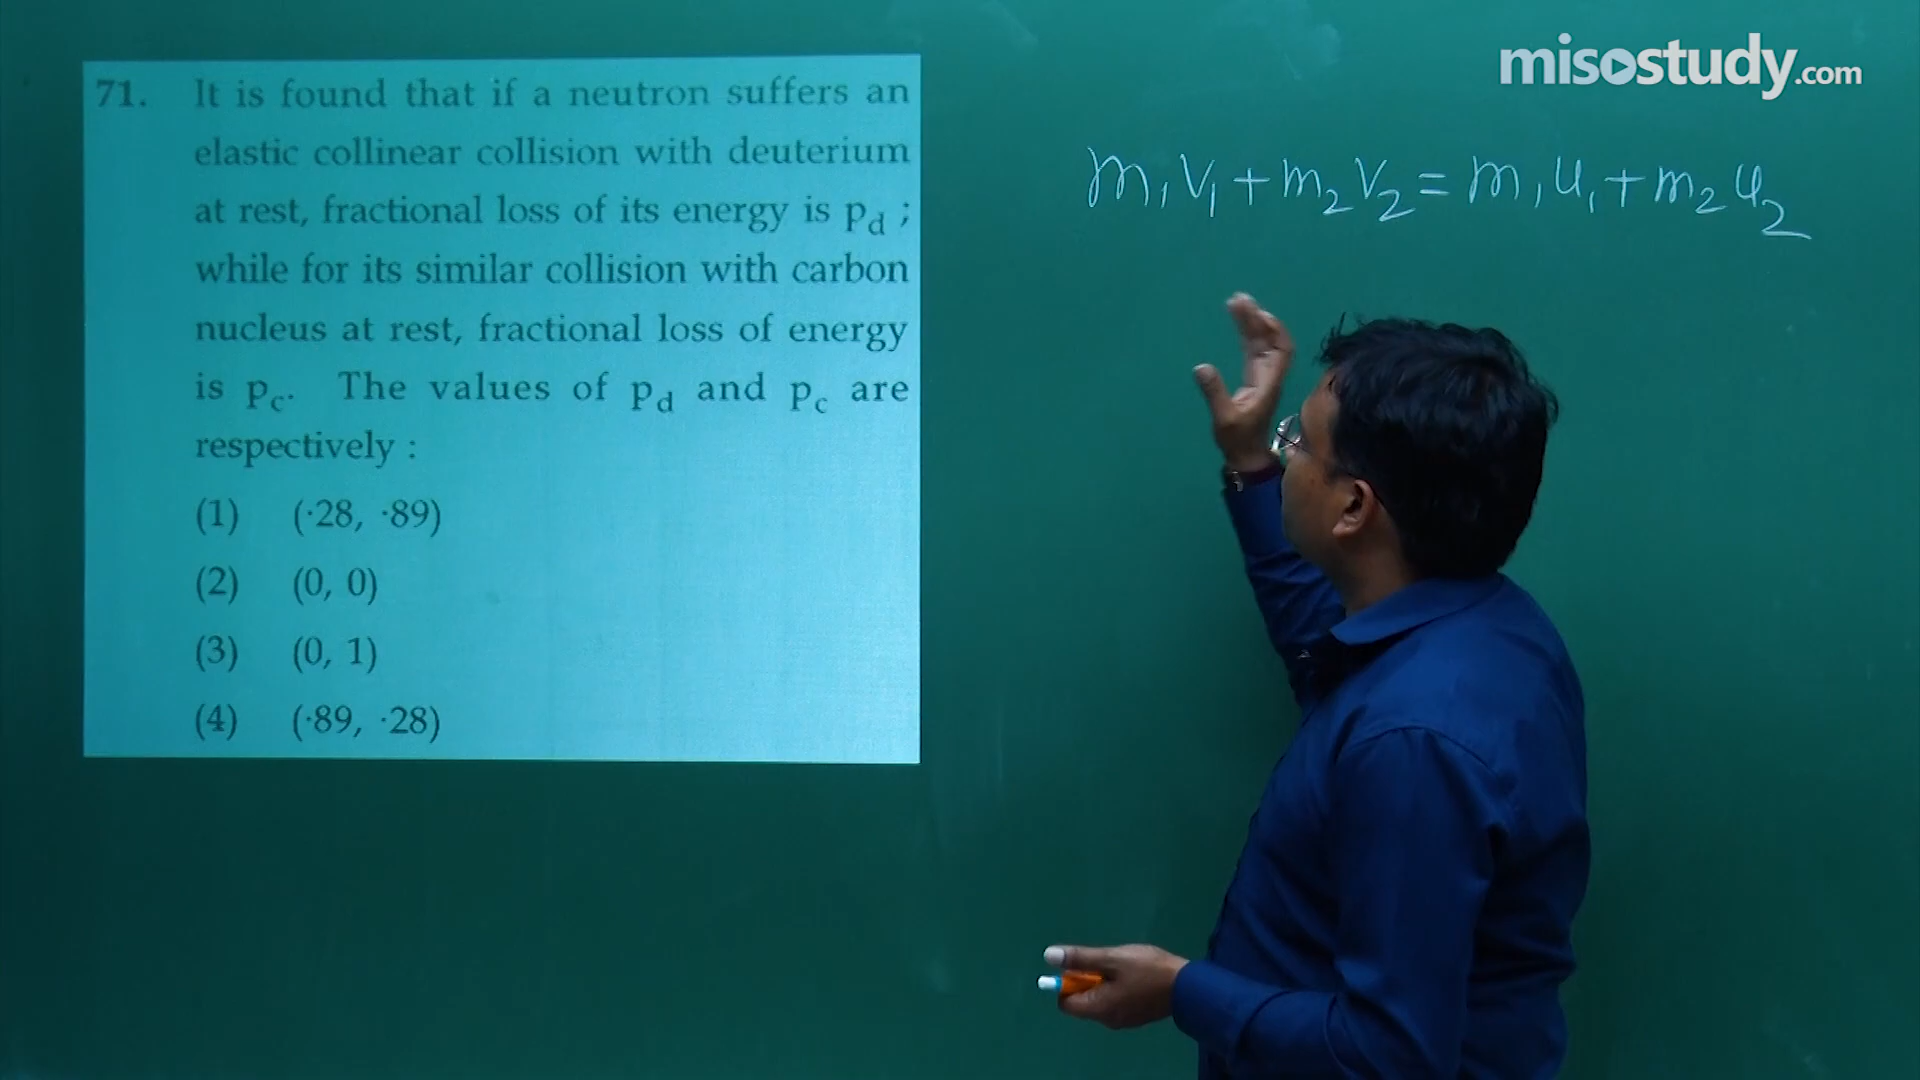 misostudy.com
71. It is found that if a neutron suffers an
elastic collinear collision with deuterium
at rest, fractional loss of its energy is p_d ;
while for its similar collision with carbon
nucleus at rest, fractional loss of energy
is p_c. The values of p_d and p_c are
respectively :
(1) (·28, ·89)
(2) (0, 0)
(3) (0, 1)
(4) (·89, ·28)
m₁v₁ + m₂v₂ = m₁u₁ + m₂u₂